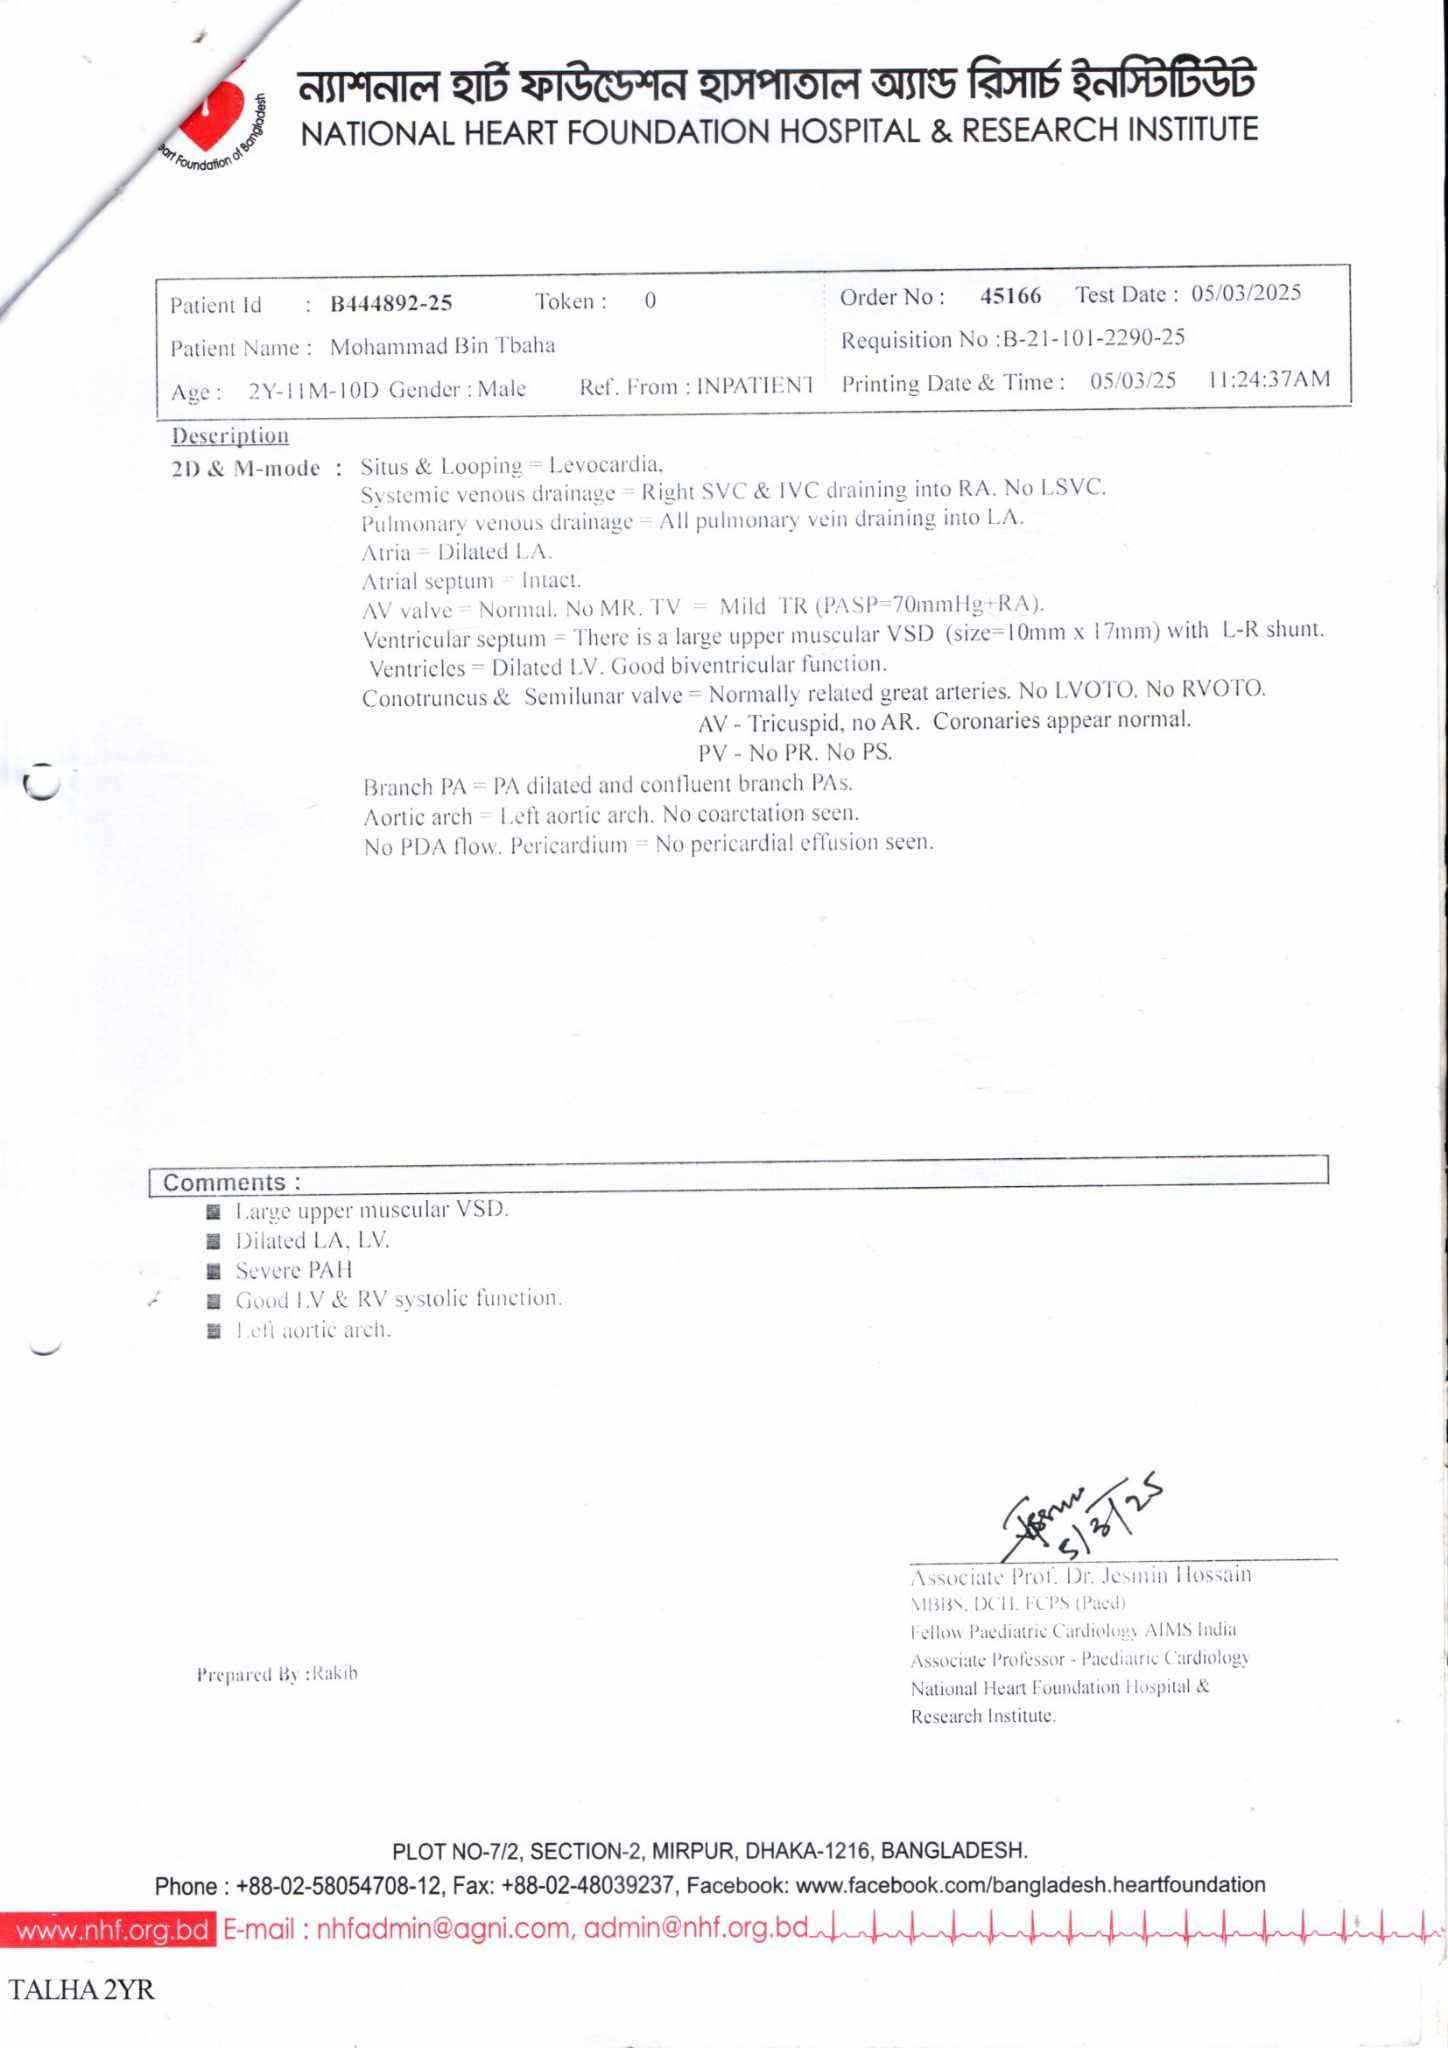 ন্যাশনাল হার্ট ফাউন্ডেশন হাসপাতাল অ্যান্ড রিসার্চ ইনস্টিটিউট
NATIONAL HEART FOUNDATION HOSPITAL & RESEARCH INSTITUTE
art Foundation of Bangladesh
Patient Id : B444892-25 Token : 0 Order No : 45166 Test Date : 05/03/2025
Patient Name : Mohammad Bin Tbaha Requisition No :B-21-101-2290-25
Age : 2Y-11M-10D Gender : Male Ref. From : INPATIENT Printing Date & Time : 05/03/25 11:24:37AM
Description
2D & M-mode : Situs & Looping = Levocardia,
Systemic venous drainage = Right SVC & IVC draining into RA. No LSVC.
Pulmonary venous drainage = All pulmonary vein draining into LA.
Atria = Dilated LA.
Atrial septum = Intact.
AV valve = Normal. No MR. TV = Mild TR (PASP=70mmHg+RA).
Ventricular septum = There is a large upper muscular VSD (size=10mm x 17mm) with L-R shunt.
Ventricles = Dilated LV. Good biventricular function.
Conotruncus & Semilunar valve = Normally related great arteries. No LVOTO. No RVOTO.
AV - Tricuspid, no AR. Coronaries appear normal.
PV - No PR. No PS.
Branch PA = PA dilated and confluent branch PAs.
Aortic arch = Left aortic arch. No coarctation seen.
No PDA flow. Pericardium = No pericardial effusion seen.
Comments :
Large upper muscular VSD.
Dilated LA, LV.
Severe PAH
Good LV & RV systolic function.
Left aortic arch.
5/3/25
Associate Prof. Dr. Jesmin Hossain
MBBS, DCH, FCPS (Paed)
Fellow Paediatric Cardiology AIMS India
Associate Professor - Paediatric Cardiology
National Heart Foundation Hospital &
Research Institute.
Prepared By :Rakib
PLOT NO-7/2, SECTION-2, MIRPUR, DHAKA-1216, BANGLADESH.
Phone : +88-02-58054708-12, Fax: +88-02-48039237, Facebook: www.facebook.com/bangladesh.heartfoundation
www.nhf.org.bd E-mail : nhfadmin@agni.com, admin@nhf.org.bd
TALHA 2YR